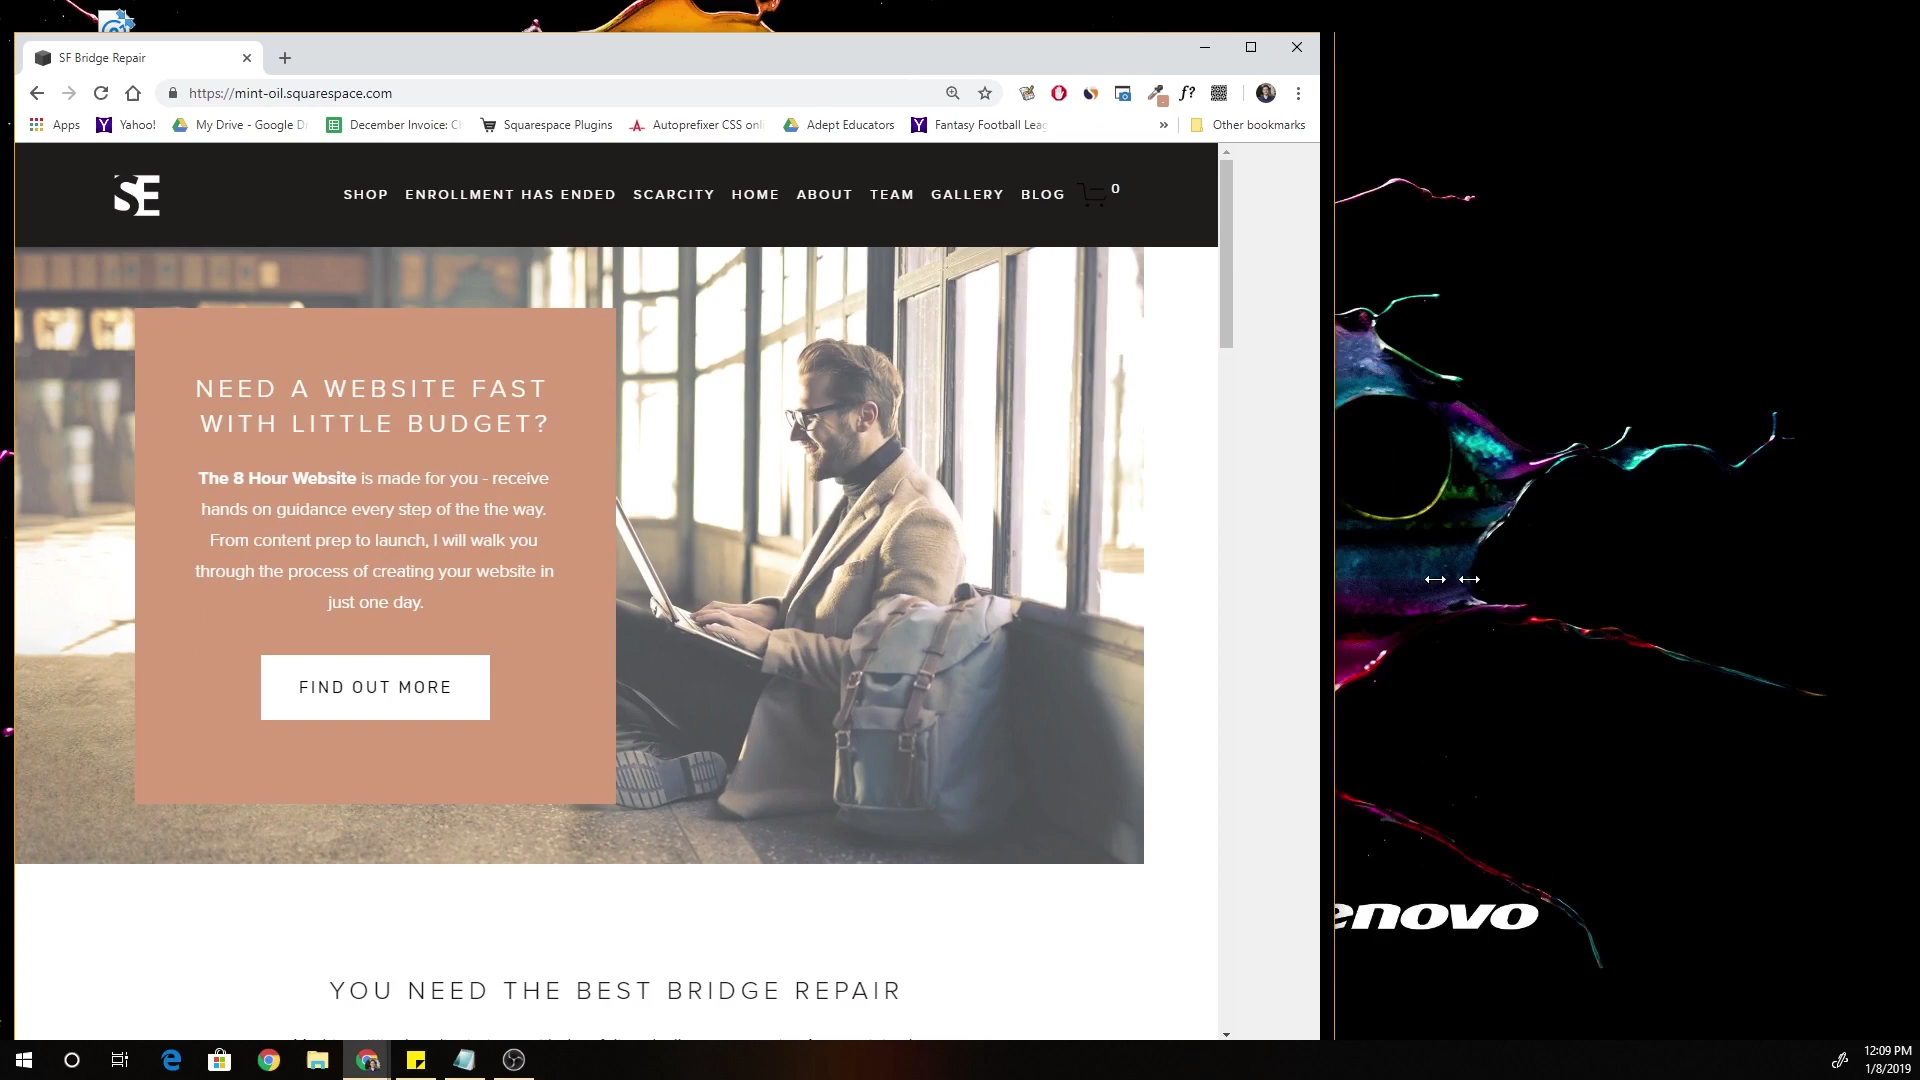 SF Bridge Repair
https://mint-oil.squarespace.com
Apps Yahoo! My Drive - Google D December Invoice: C Squarespace Plugins Autoprefixer CSS onl Adept Educators Fantasy Football Leag » Other bookmarks
SE
SHOP ENROLLMENT HAS ENDED SCARCITY HOME ABOUT TEAM GALLERY BLOG 0
NEED A WEBSITE FAST
WITH LITTLE BUDGET?
The 8 Hour Website is made for you - receive
hands on guidance every step of the the way.
From content prep to launch, I will walk you
through the process of creating your website in
just one day.
FIND OUT MORE
YOU NEED THE BEST BRIDGE REPAIR
enovo
12:09 PM
1/8/2019